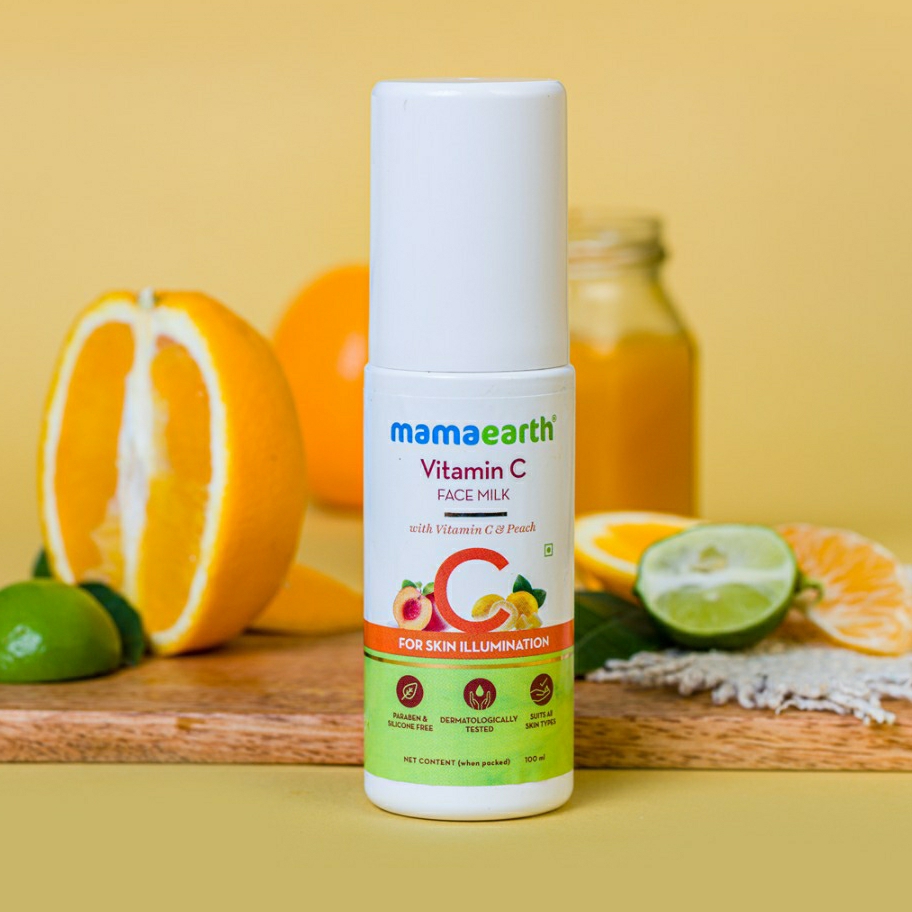 mamaearth®
Vitamin C
FACE MILK
with Vitamin C & Peach
C
FOR SKIN ILLUMINATION
PARABEN &
SILICONE FREE
DERMATOLOGICALLY
TESTED
SUITS All
SKIN TYPES
NET CONTENT (when packed) 100 ml